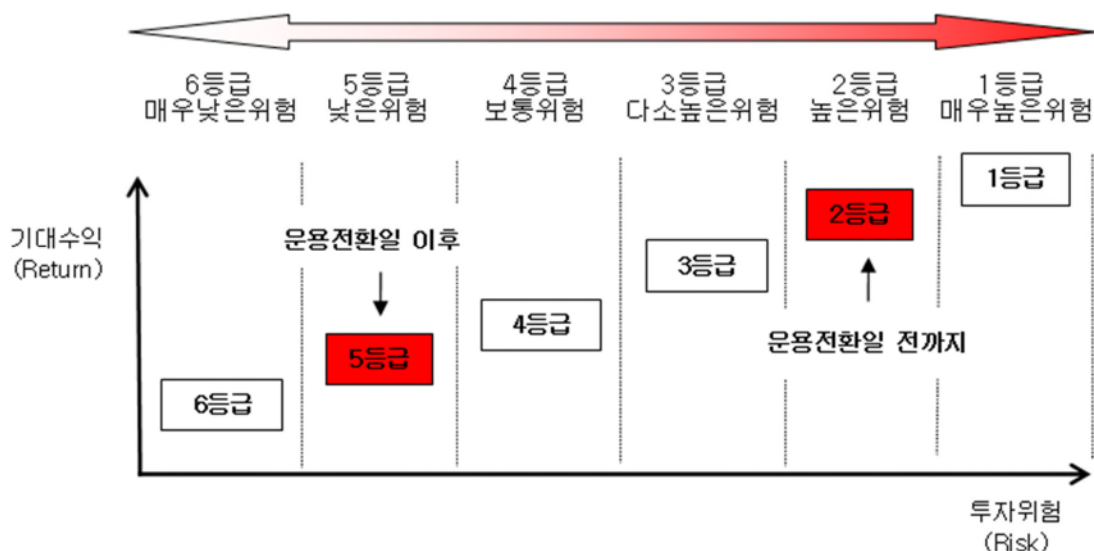 6등급 5등급 4등급 3등급 2등급 1등급
매우낮은위험 낮은위험 보통위험 다소높은위험 높은위험 매우높은위험
1등급
2등급
기대수익
(Return)
운용전환일 이후
3등급
4등급
운용전환일 전까지
5등급
6등급
투자위험
(Risk)